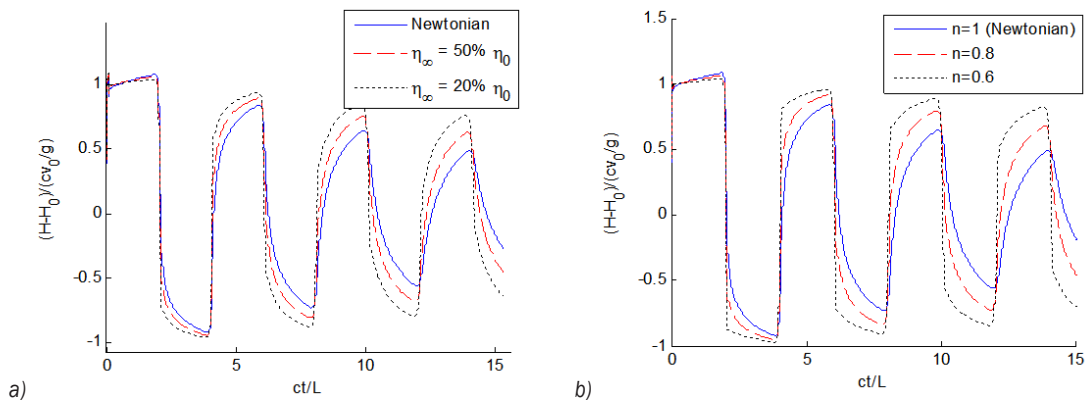 Newtonian
η∞ = 50% η0
η∞ = 20% η0
1
0.5
0
-0.5
-1
(H-H0)/(cv0/g)
0
5
10
15
ct/L
a)
1.5
n=1 (Newtonian)
n=0.8
n=0.6
1
0.5
0
-0.5
-1
(H-H0)/(cv0/g)
0
5
10
15
ct/L
b)